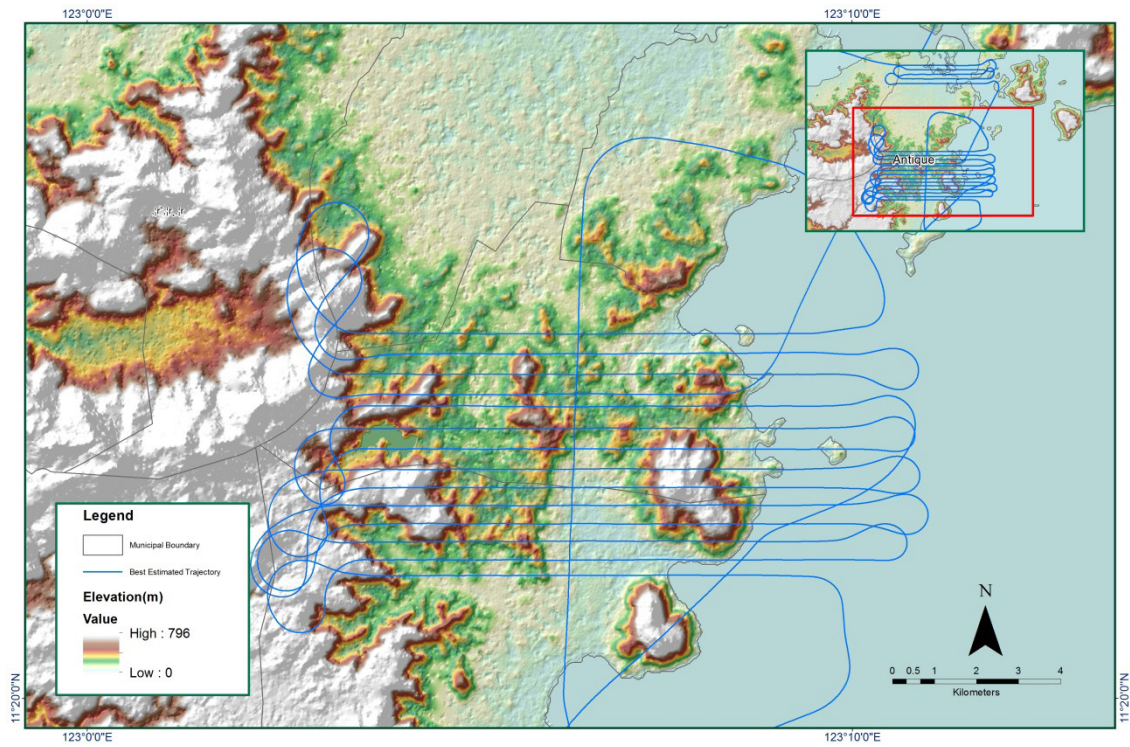 123°0'0"E
123°10'0"E
Antique
Legend
Municipal Boundary
Best Estimated Trajectory
Elevation(m)
Value
High : 796
Low : 0
N
0 0.5 1 2 3 4
Kilometers
11°20'0"N
11°20'0"N
123°0'0"E
123°10'0"E